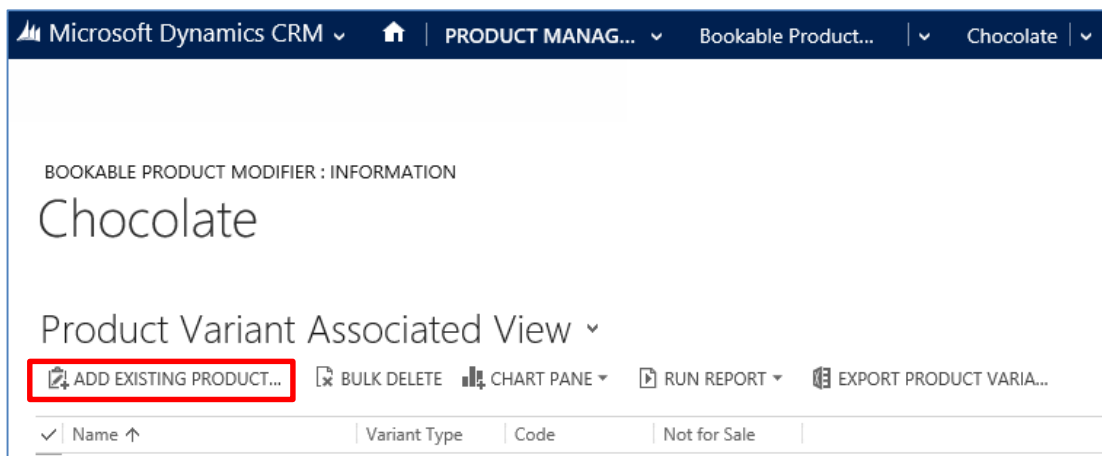 Microsoft Dynamics CRM PRODUCT MANAG... Bookable Product... Chocolate
BOOKABLE PRODUCT MODIFIER : INFORMATION
Chocolate
Product Variant Associated View
ADD EXISTING PRODUCT... BULK DELETE CHART PANE RUN REPORT EXPORT PRODUCT VARIA...
Name Variant Type Code Not for Sale